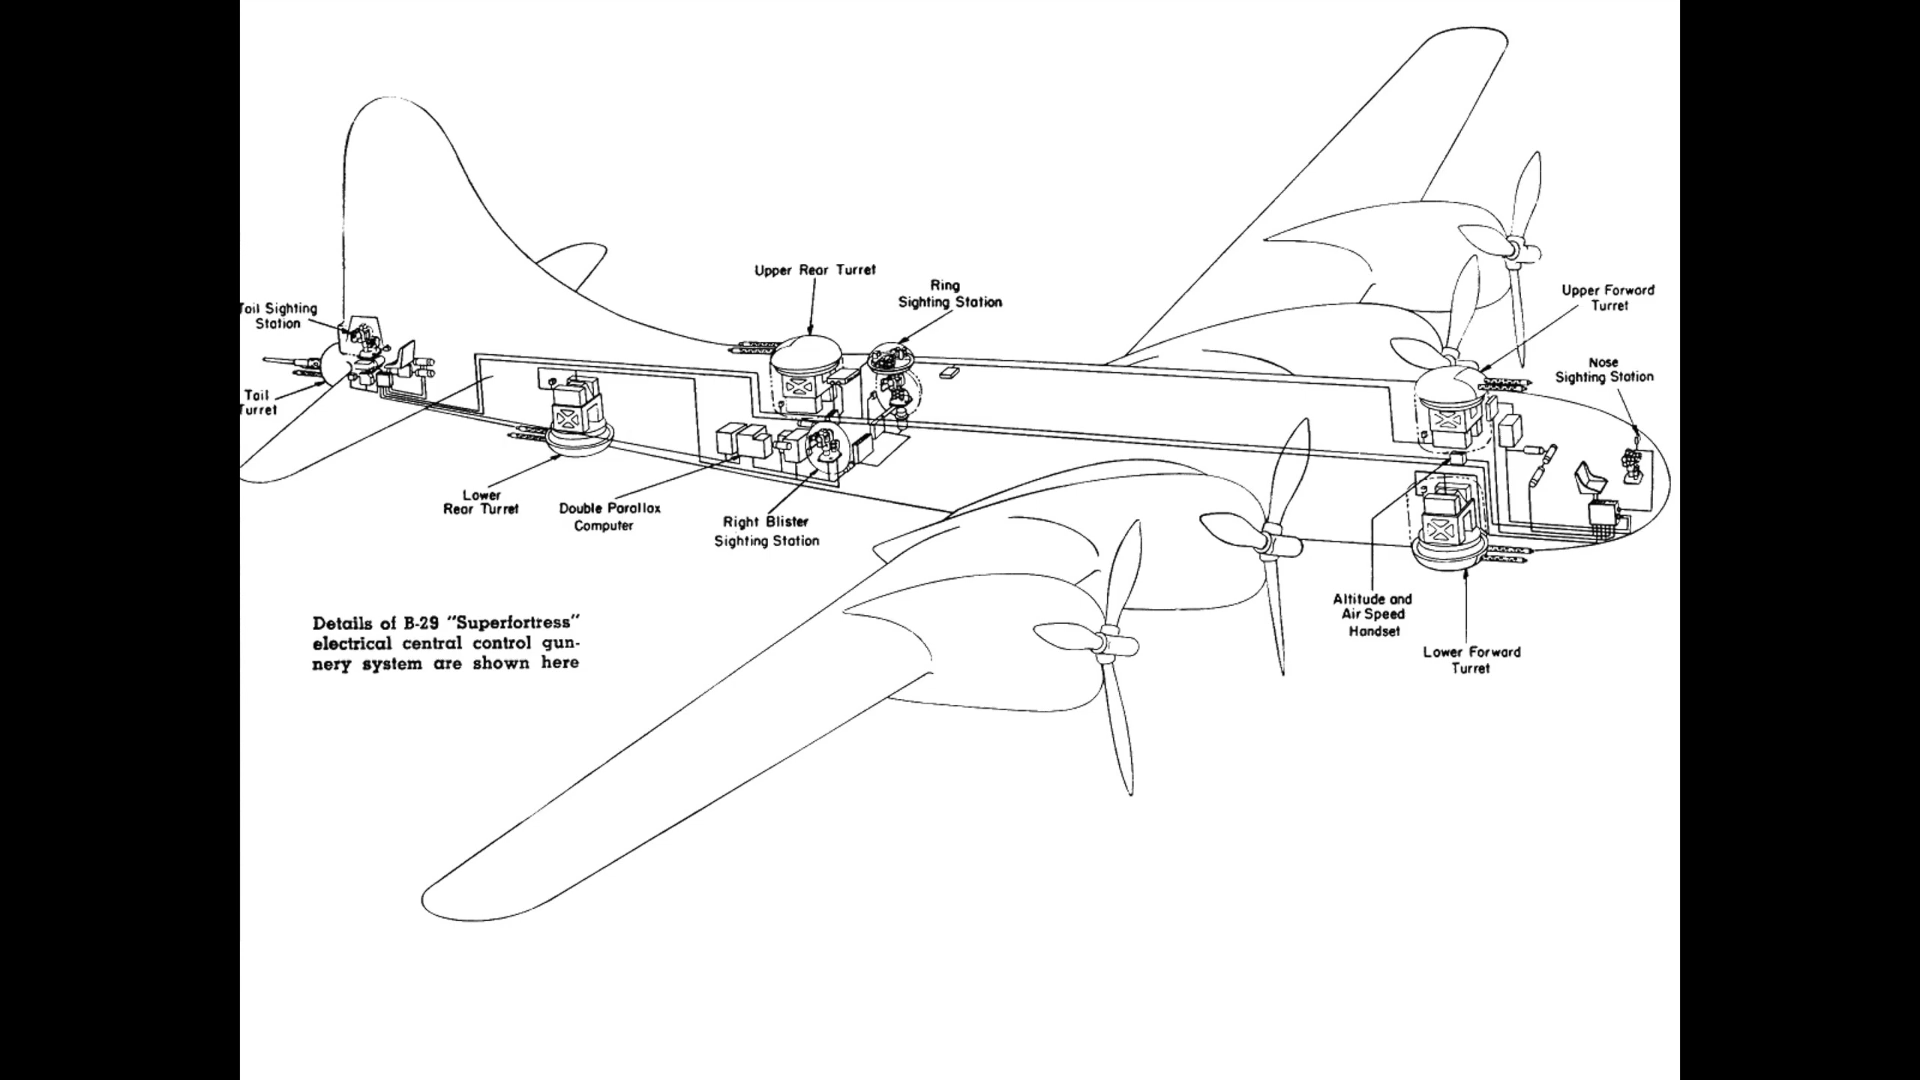 Upper Rear Turret
Ring
Sighting Station
Upper Forward
Turret
Tail Sighting
Station
Nose
Sighting Station
Tail
Turret
Lower
Rear Turret
Double Parallax
Computer
Right Blister
Sighting Station
Altitude and
Air Speed
Handset
Lower Forward
Turret
Details of B-29 "Superfortress"
electrical central control gun-
nery system are shown here